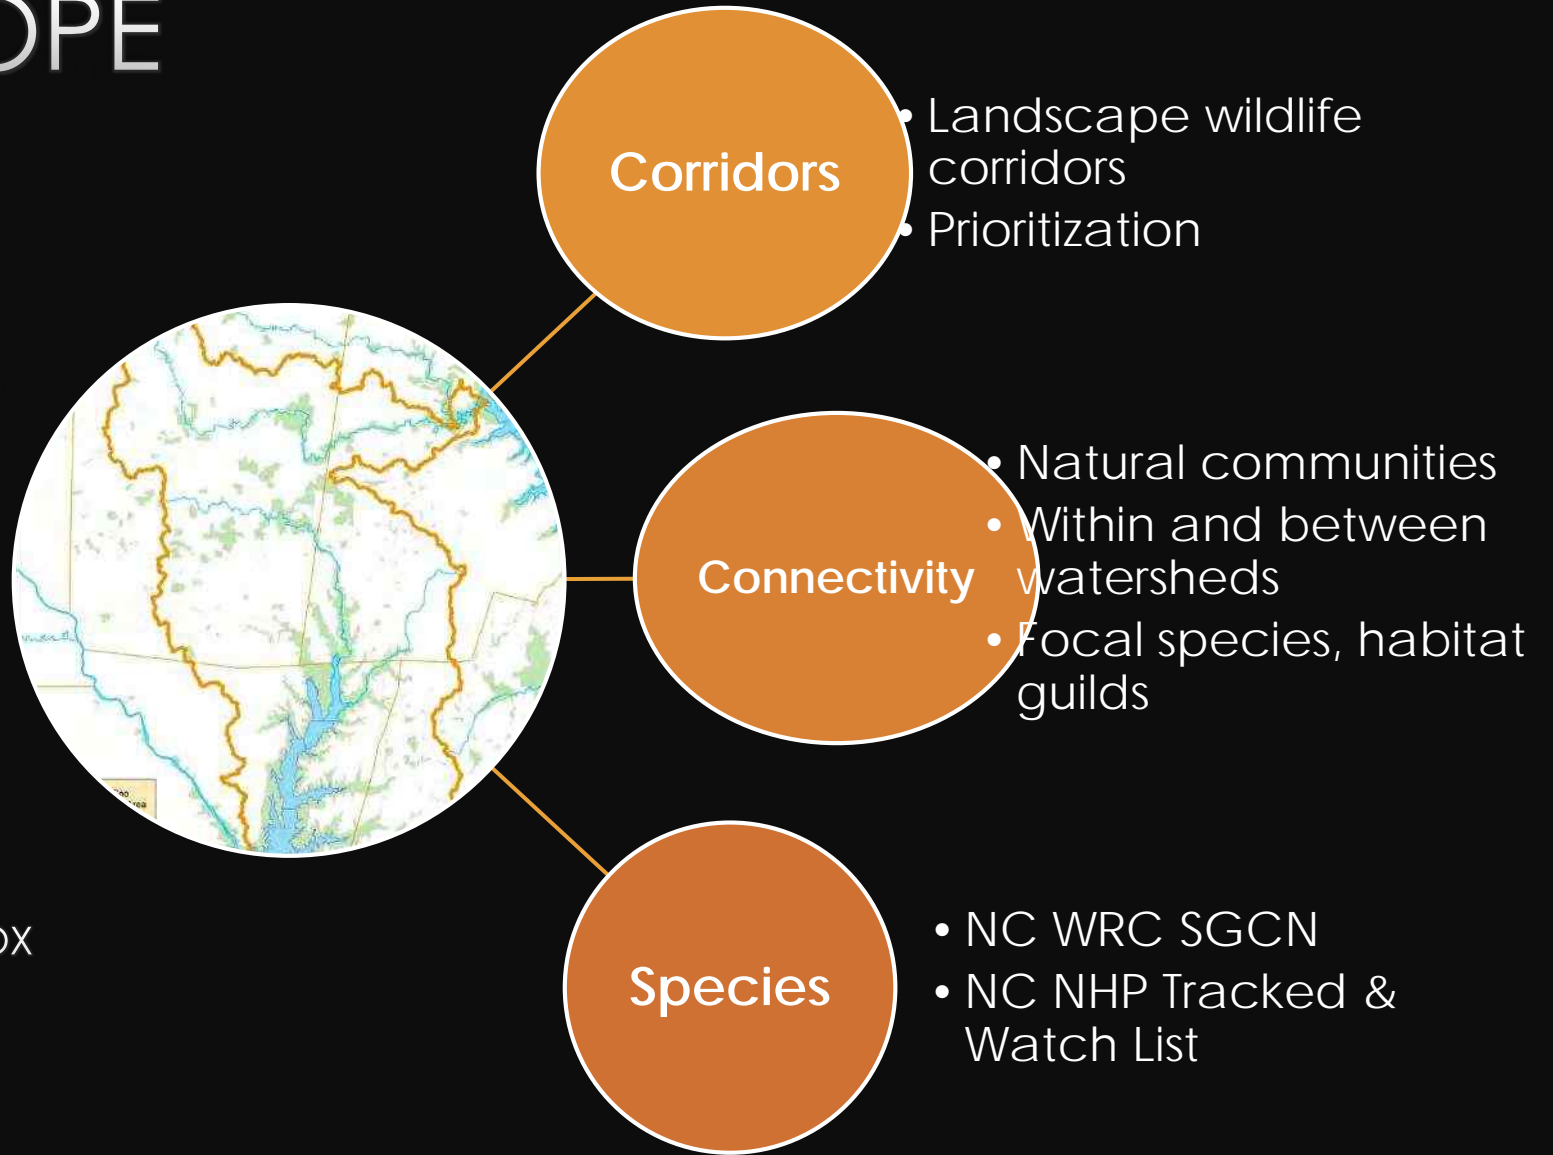 OPE
Corridors
• Landscape wildlife
corridors
• Prioritization
Connectivity
• Natural communities
• Within and between
watersheds
• Focal species, habitat
guilds
ox
Species
• NC WRC SGCN
• NC NHP Tracked &
Watch List